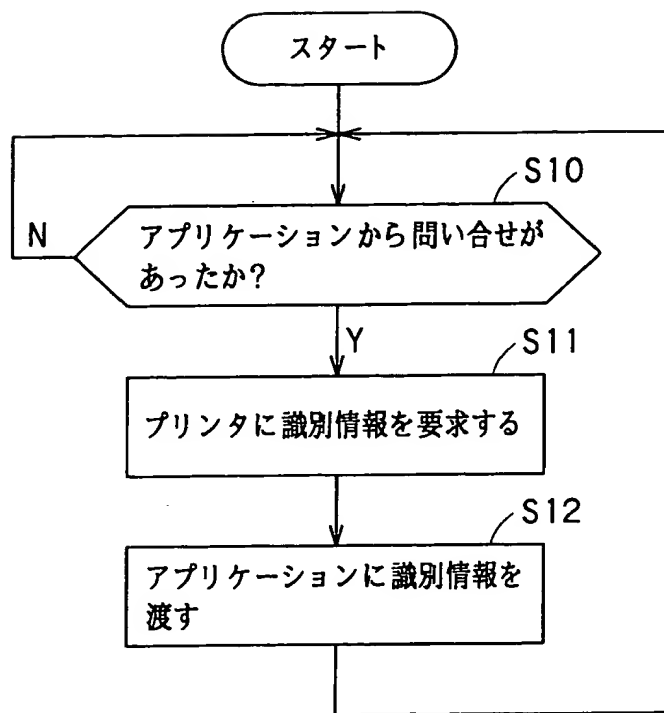 スタート
S10
アプリケーションから問い合せが
あったか?
N
Y
S11
プリンタに識別情報を要求する
S12
アプリケーションに識別情報を
渡す